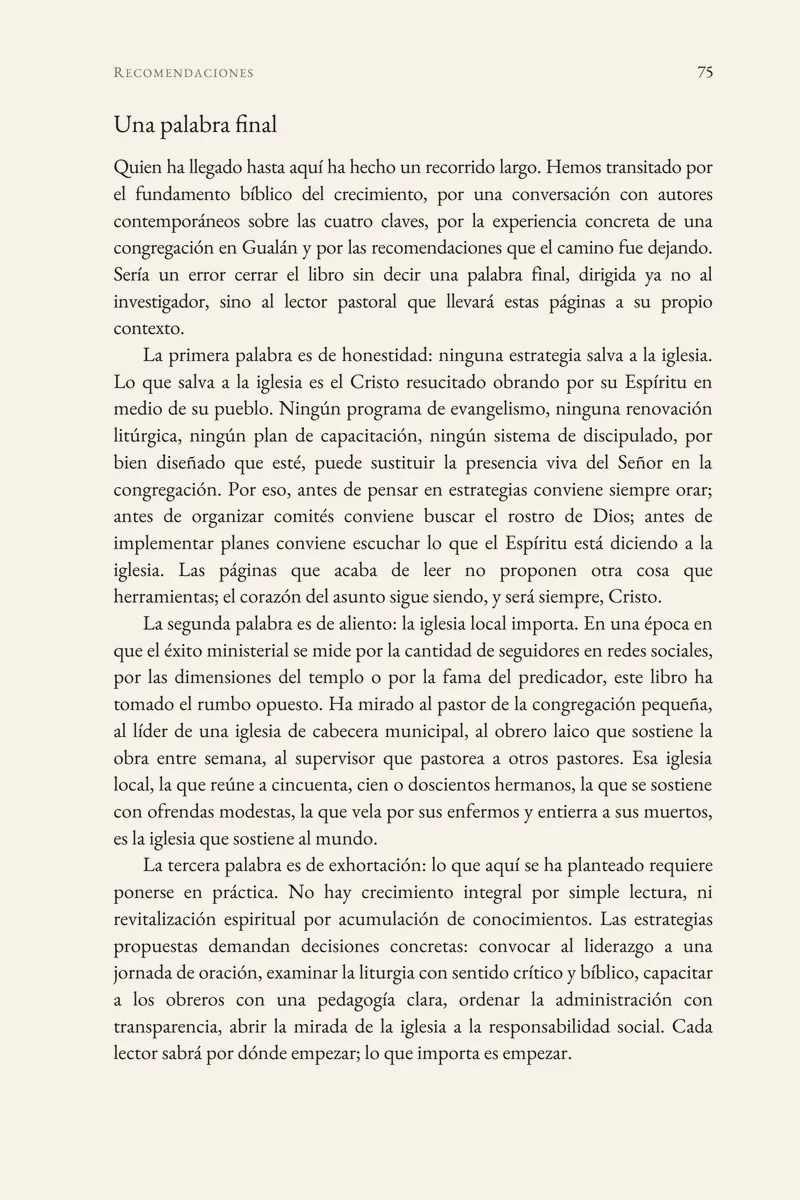 RECOMENDACIONES 75
Una palabra final
Quien ha llegado hasta aquí ha hecho un recorrido largo. Hemos transitado por
el fundamento bíblico del crecimiento, por una conversación con autores
contemporáneos sobre las cuatro claves, por la experiencia concreta de una
congregación en Gualán y por las recomendaciones que el camino fue dejando.
Sería un error cerrar el libro sin decir una palabra final, dirigida ya no al
investigador, sino al lector pastoral que llevará estas páginas a su propio
contexto.
La primera palabra es de honestidad: ninguna estrategia salva a la iglesia.
Lo que salva a la iglesia es el Cristo resucitado obrando por su Espíritu en
medio de su pueblo. Ningún programa de evangelismo, ninguna renovación
litúrgica, ningún plan de capacitación, ningún sistema de discipulado, por
bien diseñado que esté, puede sustituir la presencia viva del Señor en la
congregación. Por eso, antes de pensar en estrategias conviene siempre orar;
antes de organizar comités conviene buscar el rostro de Dios; antes de
implementar planes conviene escuchar lo que el Espíritu está diciendo a la
iglesia. Las páginas que acaba de leer no proponen otra cosa que
herramientas; el corazón del asunto sigue siendo, y será siempre, Cristo.
La segunda palabra es de aliento: la iglesia local importa. En una época en
que el éxito ministerial se mide por la cantidad de seguidores en redes sociales,
por las dimensiones del templo o por la fama del predicador, este libro ha
tomado el rumbo opuesto. Ha mirado al pastor de la congregación pequeña,
al líder de una iglesia de cabecera municipal, al obrero laico que sostiene la
obra entre semana, al supervisor que pastorea a otros pastores. Esa iglesia
local, la que reúne a cincuenta, cien o doscientos hermanos, la que se sostiene
con ofrendas modestas, la que vela por sus enfermos y entierra a sus muertos,
es la iglesia que sostiene al mundo.
La tercera palabra es de exhortación: lo que aquí se ha planteado requiere
ponerse en práctica. No hay crecimiento integral por simple lectura, ni
revitalización espiritual por acumulación de conocimientos. Las estrategias
propuestas demandan decisiones concretas: convocar al liderazgo a una
jornada de oración, examinar la liturgia con sentido crítico y bíblico, capacitar
a los obreros con una pedagogía clara, ordenar la administración con
transparencia, abrir la mirada de la iglesia a la responsabilidad social. Cada
lector sabrá por dónde empezar; lo que importa es empezar.